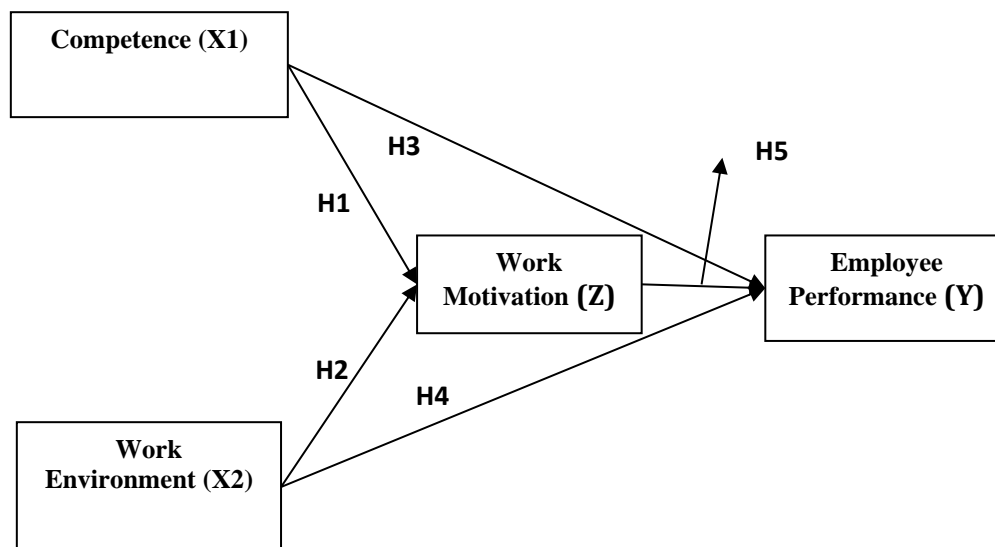 Competence (X1)
H3
H5
H1
Work
Motivation (Z)
Employee
Performance (Y)
H2
H4
Work
Environment (X2)